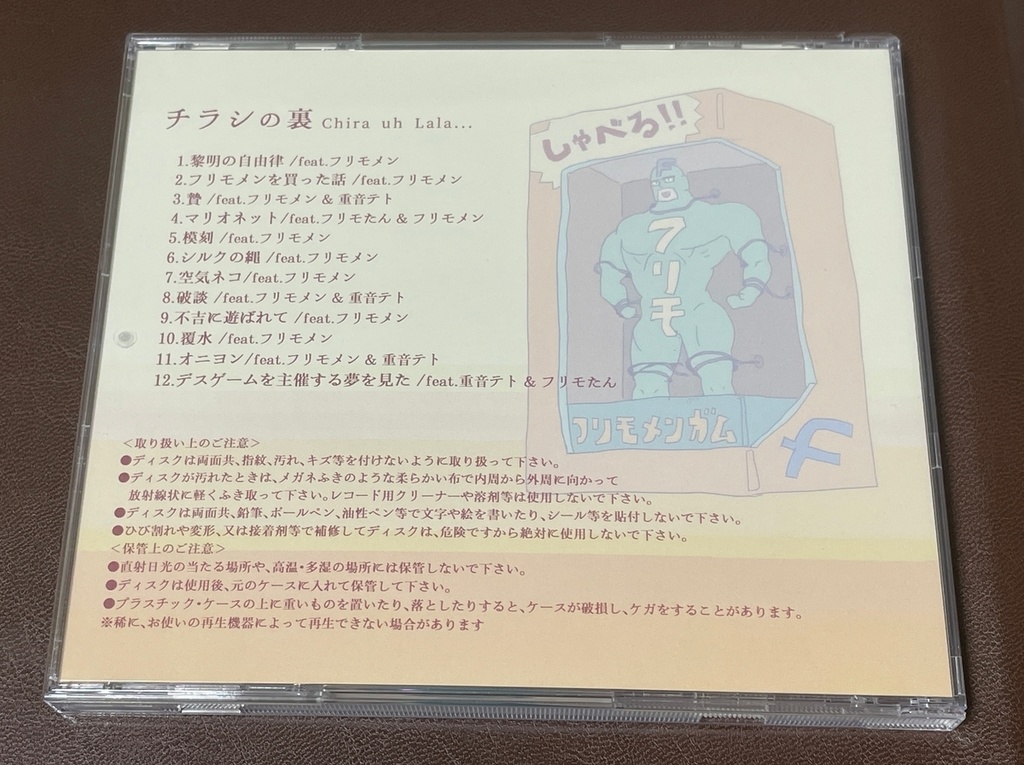 チラシの裏 Chira uh Lala...
1.黎明の自由律 /feat.フリモメン
2.フリモメンを買った話 /feat.フリモメン
3.贄 /feat.フリモメン & 重音テト
4.マリオネット/feat.フリモたん & フリモメン
5.模刻 /feat.フリモメン
6.シルクの縄 /feat.フリモメン
7.空気ネコ/feat.フリモメン
8.破談 /feat.フリモメン & 重音テト
9.不吉に遊ばれて /feat.フリモメン
10.覆水 /feat.フリモメン
11.オニヨン/feat.フリモメン & 重音テト
12.デスゲームを主催する夢を見た /feat.重音テト & フリモたん
しゃべる!!
フリモ
フリモメンガム
<取り扱い上のご注意>
●ディスクは両面共、指紋、汚れ、キズ等を付けないように取り扱って下さい。
●ディスクが汚れたときは、メガネふきのような柔らかい布で内周から外周に向かって
放射線状に軽くふき取って下さい。レコード用クリーナーや溶剤等は使用しないで下さい。
●ディスクは両面共、鉛筆、ボールペン、油性ペン等で文字や絵を書いたり、シール等を貼付しないで下さい。
●ひび割れや変形、又は接着剤等で補修してディスクは、危険ですから絶対に使用しないで下さい。
<保管上のご注意>
●直射日光の当たる場所や、高温・多湿の場所には保管しないで下さい。
●ディスクは使用後、元のケースに入れて保管して下さい。
●プラスチック・ケースの上に重いものを置いたり、落としたりすると、ケースが破損し、ケガをすることがあります。
※稀に、お使いの再生機器によって再生できない場合があります